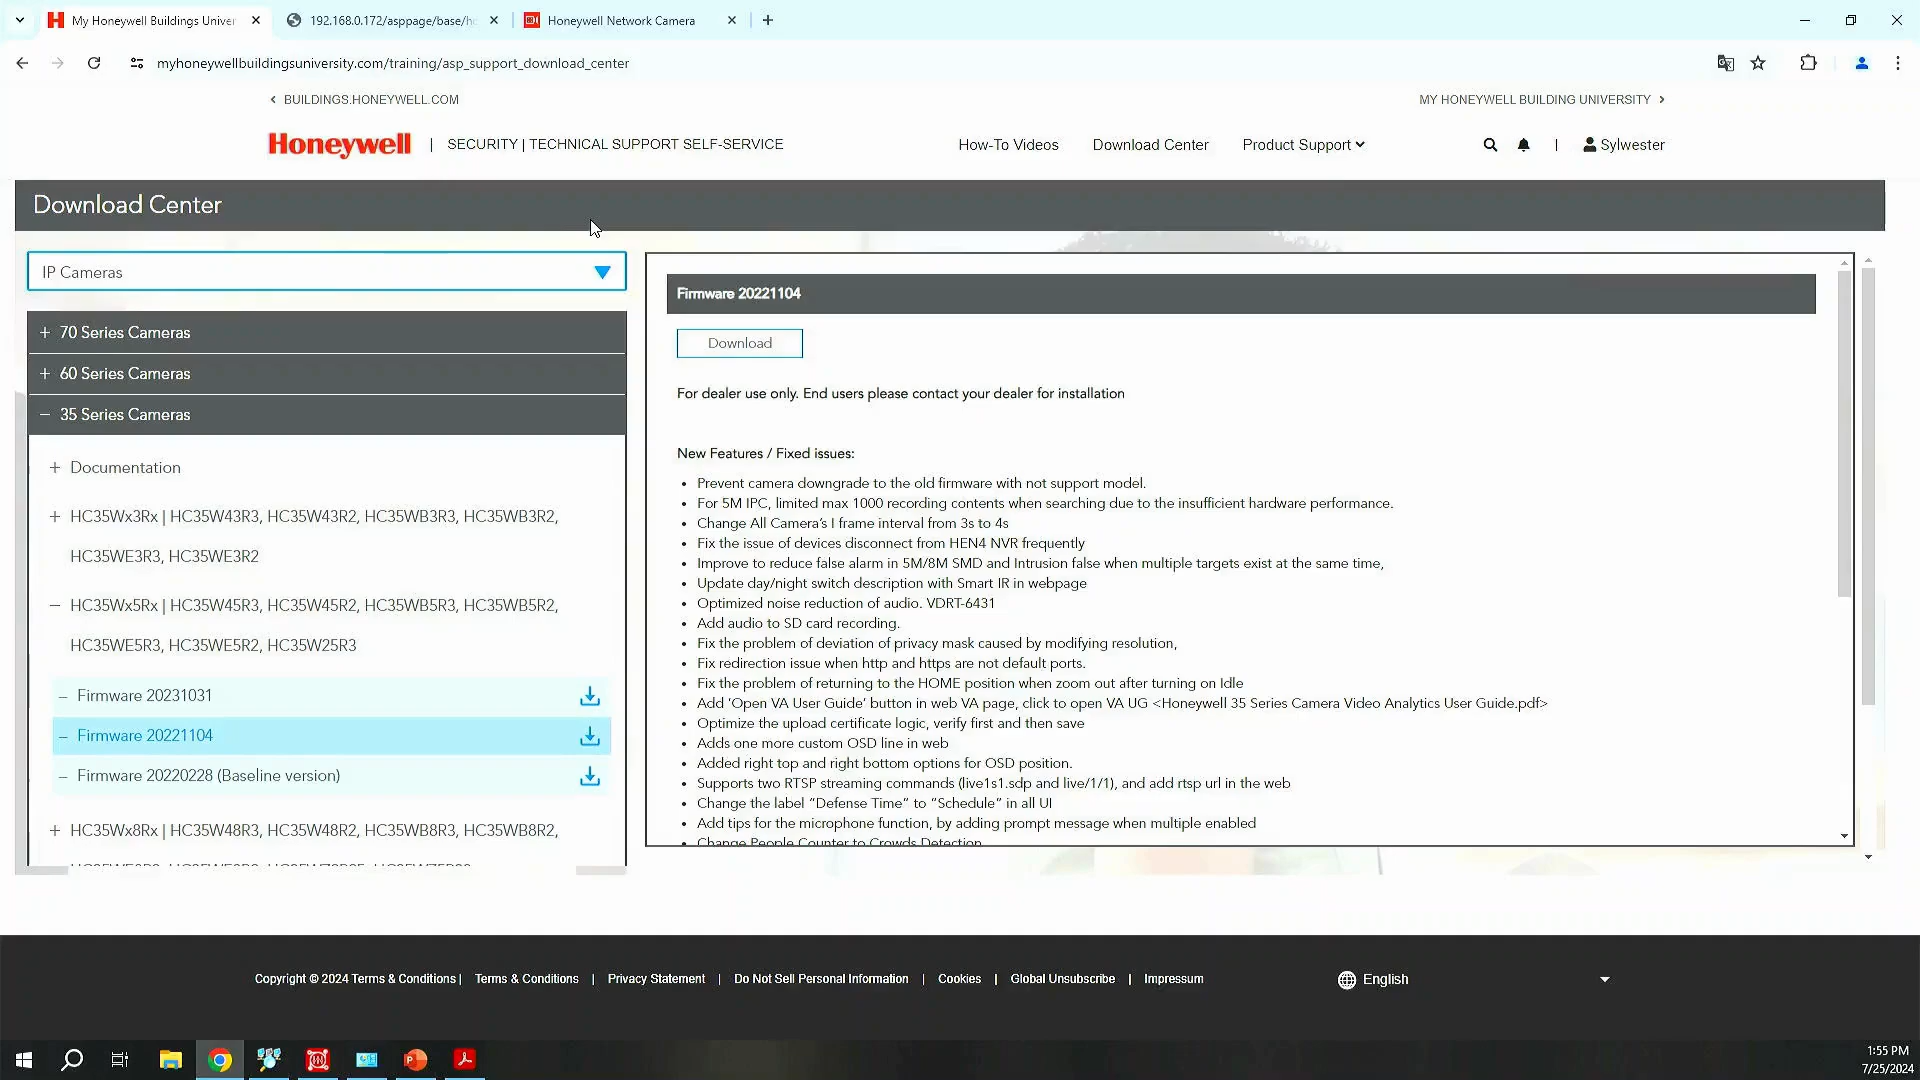 My Honeywell Buildings Univer
192.168.0.172/asppage/base/h
Honeywell Network Camera
myhoneywellbuildingsuniversity.com/training/asp_support_download_center
BUILDINGS.HONEYWELL.COM
MY HONEYWELL BUILDING UNIVERSITY
Honeywell | SECURITY | TECHNICAL SUPPORT SELF-SERVICE
How-To Videos
Download Center
Product Support
| Sylwester
Download Center
IP Cameras
+ 70 Series Cameras
+ 60 Series Cameras
– 35 Series Cameras
+ Documentation
+ HC35Wx3Rx | HC35W43R3, HC35W43R2, HC35WB3R3, HC35WB3R2,
HC35WE3R3, HC35WE3R2
– HC35Wx5Rx | HC35W45R3, HC35W45R2, HC35WB5R3, HC35WB5R2,
HC35WE5R3, HC35WE5R2, HC35W25R3
– Firmware 20231031
– Firmware 20221104
– Firmware 20220228 (Baseline version)
+ HC35Wx8Rx | HC35W48R3, HC35W48R2, HC35WB8R3, HC35WB8R2,
Firmware 20221104
Download
For dealer use only. End users please contact your dealer for installation
New Features / Fixed issues:
• Prevent camera downgrade to the old firmware with not support model.
• For 5M IPC, limited max 1000 recording contents when searching due to the insufficient hardware performance.
• Change All Camera’s I frame interval from 3s to 4s
• Fix the issue of devices disconnect from HEN4 NVR frequently
• Improve to reduce false alarm in 5M/8M SMD and Intrusion false when multiple targets exist at the same time,
• Update day/night switch description with Smart IR in webpage
• Optimized noise reduction of audio. VDRT-6431
• Add audio to SD card recording.
• Fix the problem of deviation of privacy mask caused by modifying resolution,
• Fix redirection issue when http and https are not default ports.
• Fix the problem of returning to the HOME position when zoom out after turning on Idle
• Add ‘Open VA User Guide’ button in web VA page, click to open VA UG <Honeywell 35 Series Camera Video Analytics User Guide.pdf>
• Optimize the upload certificate logic, verify first and then save
• Adds one more custom OSD line in web
• Added right top and right bottom options for OSD position.
• Supports two RTSP streaming commands (live1s1.sdp and live/1/1), and add rtsp url in the web
• Change the label “Defense Time” to “Schedule” in all UI
• Add tips for the microphone function, by adding prompt message when multiple enabled
• Change People Counter to Crowds Detection
Copyright © 2024 Terms & Conditions | Terms & Conditions | Privacy Statement | Do Not Sell Personal Information | Cookies | Global Unsubscribe | Impressum
English
1:55 PM
7/25/2024